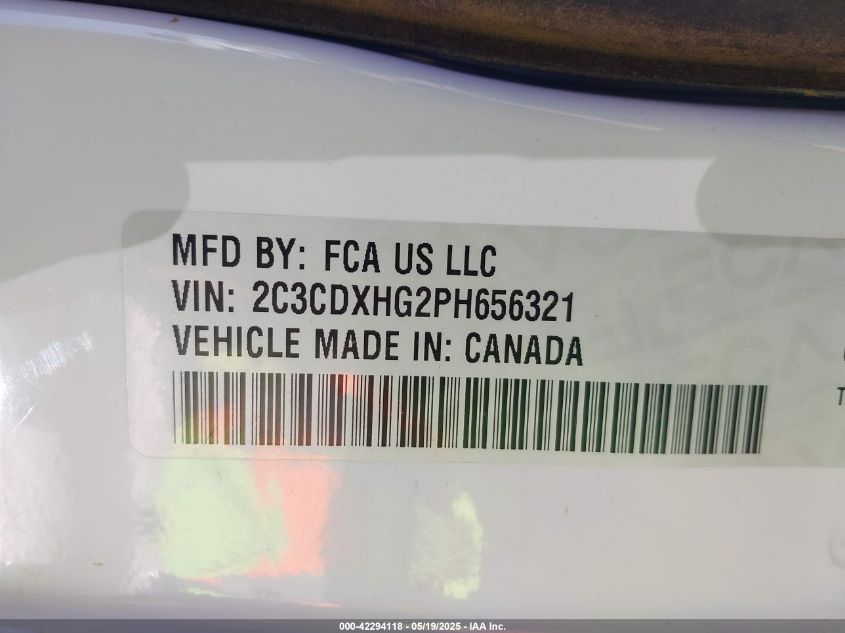 MFD BY: FCA US LLC
VIN: 2C3CDXHG2PH656321
VEHICLE MADE IN: CANADA
T
000-42294118 - 05/19/2025 - IAA Inc.